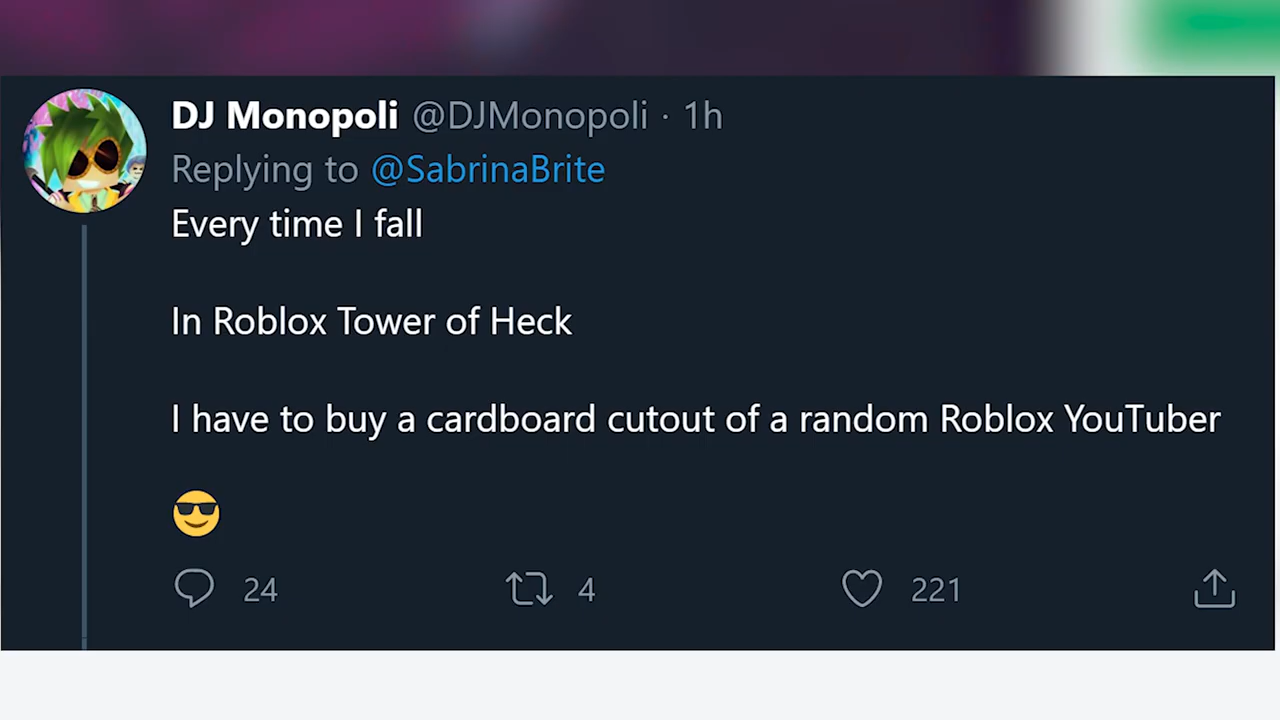 DJ Monopoli @DJMonopoli · 1h
Replying to @SabrinaBrite
Every time I fall
In Roblox Tower of Heck
I have to buy a cardboard cutout of a random Roblox YouTuber
😎
24 4 221